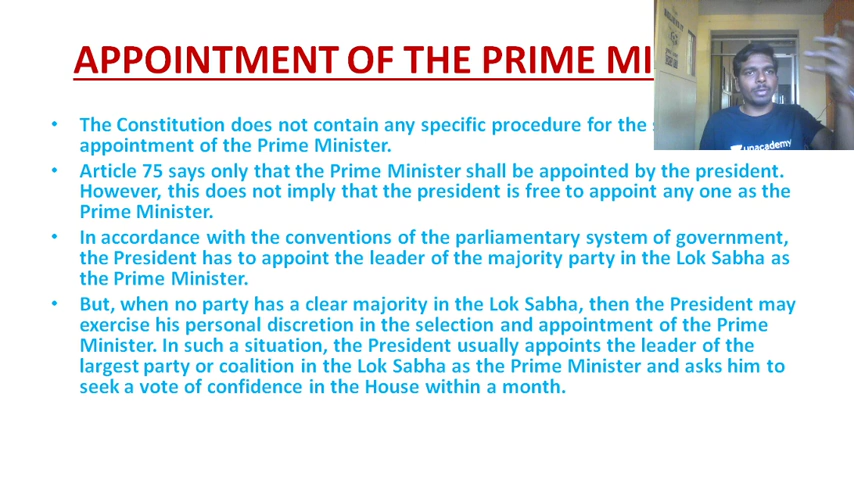 APPOINTMENT OF THE PRIME
• The Constitution does not contain any specific procedure for the
appointment of the Prime Minister.
• Article 75 says only that the Prime Minister shall be appointed by the president.
However, this does not imply that the president is free to appoint any one as the
Prime Minister.
• In accordance with the conventions of the parliamentary system of government,
the President has to appoint the leader of the majority party in the Lok Sabha as
the Prime Minister.
• But, when no party has a clear majority in the Lok Sabha, then the President may
exercise his personal discretion in the selection and appointment of the Prime
Minister. In such a situation, the President usually appoints the leader of the
largest party or coalition in the Lok Sabha as the Prime Minister and asks him to
seek a vote of confidence in the House within a month.
unacademy